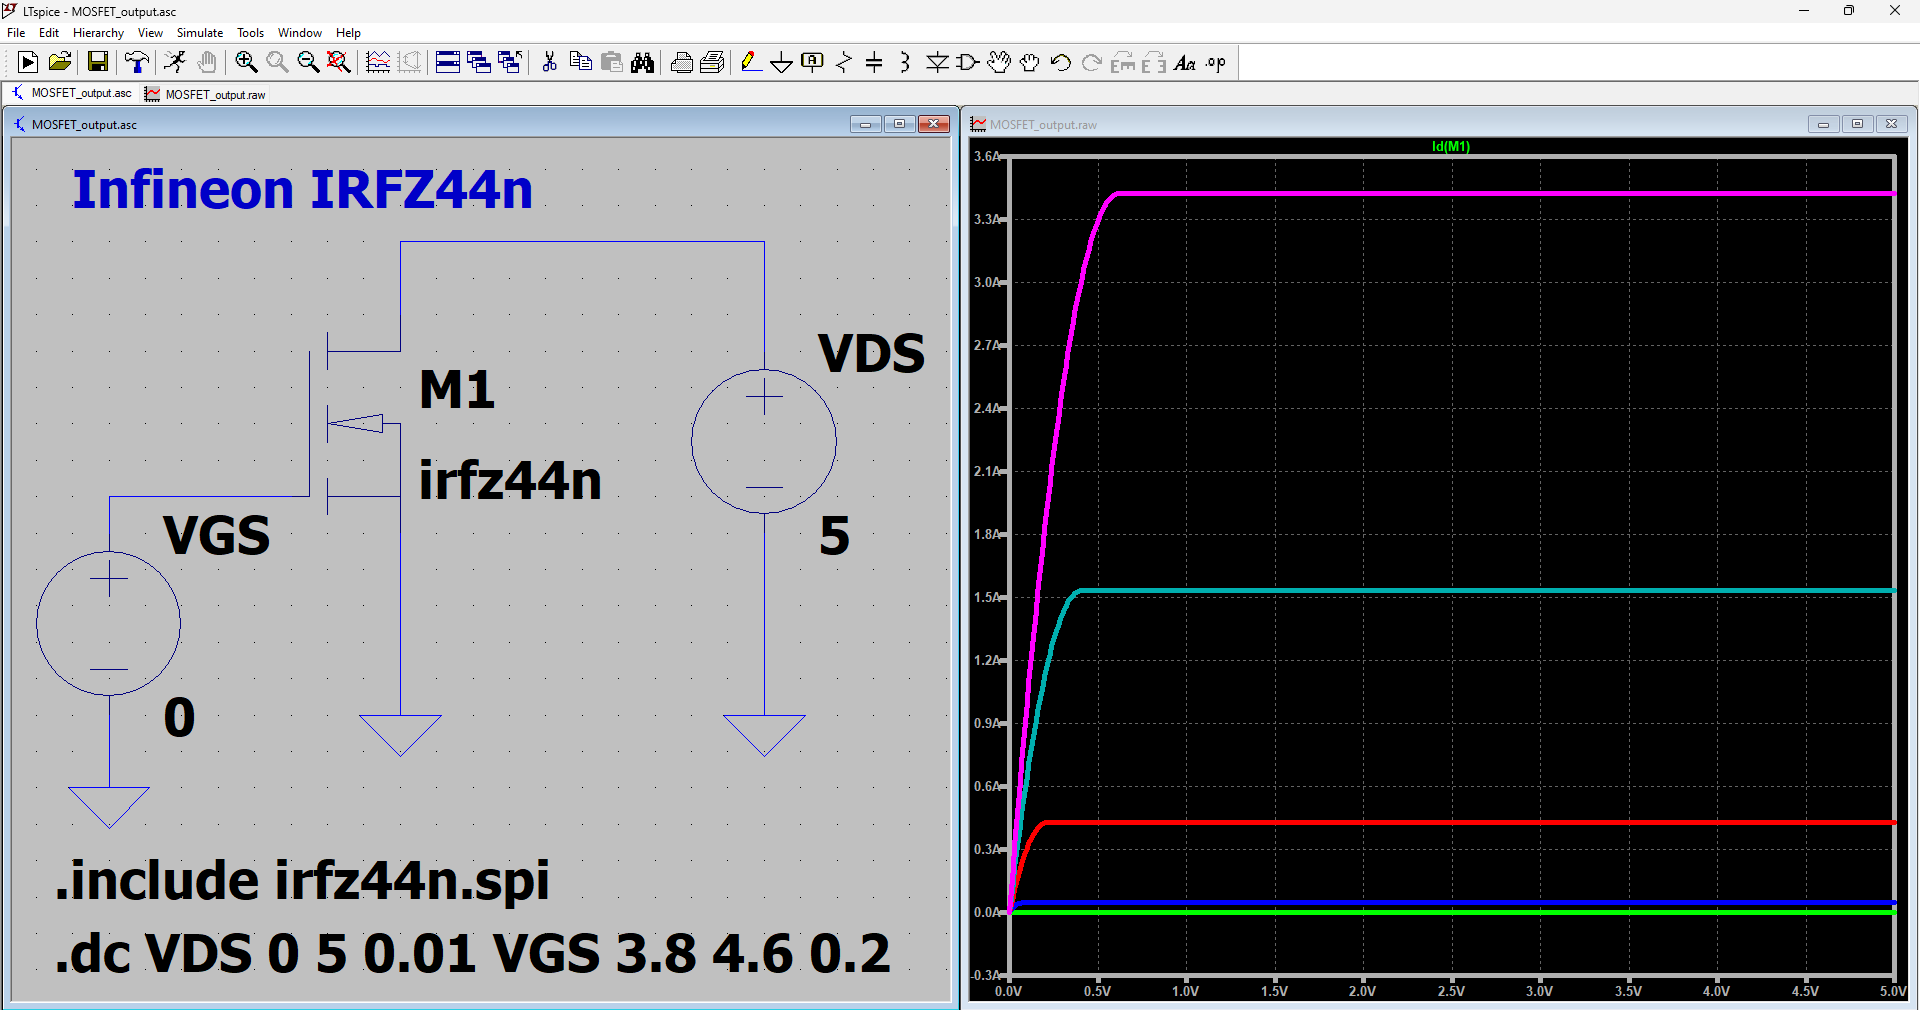 LTspice - MOSFET_output.asc
File Edit Hierarchy View Simulate Tools Window Help
MOSFET_output.asc MOSFET_output.raw
MOSFET_output.asc
Infineon IRFZ44n
M1
irfz44n
VDS
5
VGS
0
.include irfz44n.spi
.dc VDS 0 5 0.01 VGS 3.8 4.6 0.2
MOSFET_output.raw
Id(M1)
3.6A
3.3A
3.0A
2.7A
2.4A
2.1A
1.8A
1.5A
1.2A
0.9A
0.6A
0.3A
0.0A
-0.3A
0.0V 0.5V 1.0V 1.5V 2.0V 2.5V 3.0V 3.5V 4.0V 4.5V 5.0V